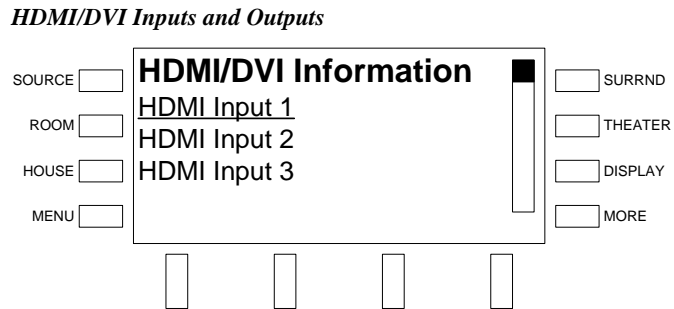 HDMI/DVI Inputs and Outputs
HDMI/DVI Information
SOURCE
HDMI Input 1
SURRND
ROOM
HDMI Input 2
THEATER
HOUSE
HDMI Input 3
DISPLAY
MENU
MORE